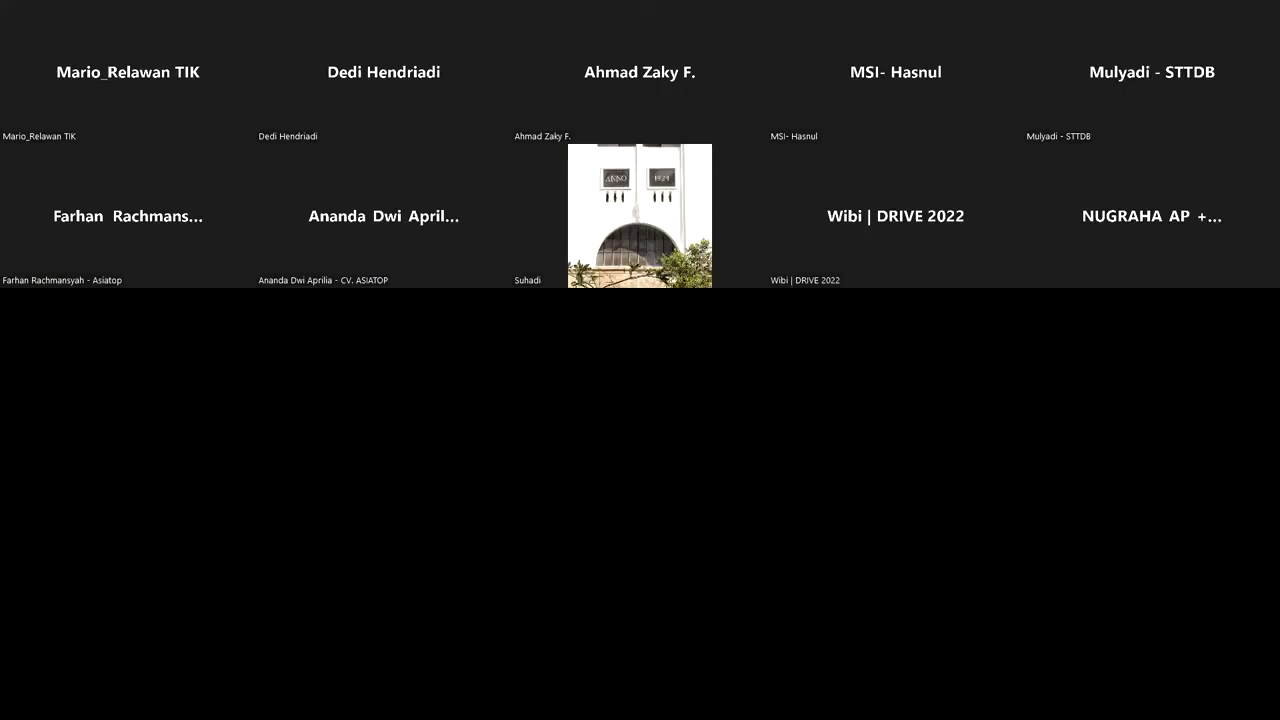 Mario_Relawan TIK
Dedi Hendriadi
Ahmad Zaky F.
MSI- Hasnul
Mulyadi - STTDB
Mario_Relawan TIK
Dedi Hendriadi
Ahmad Zaky F.
MSI- Hasnul
Mulyadi - STTDB
ANNO
1924
Farhan Rachmans...
Ananda Dwi April...
Wibi | DRIVE 2022
NUGRAHA AP +...
Farhan Rachmansyah - Asiatop
Ananda Dwi Aprilia - CV. ASIATOP
Suhadi
Wibi | DRIVE 2022